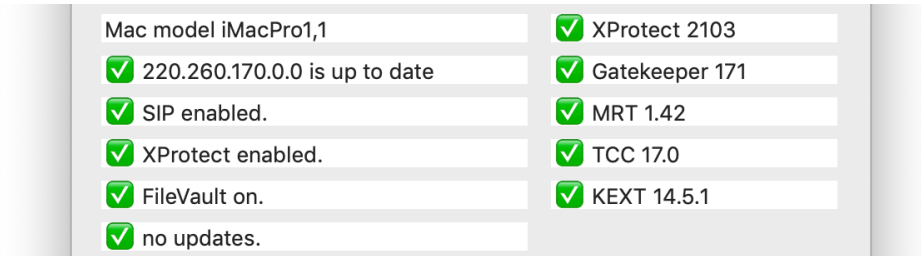 Mac model iMacPro1,1
✅ 220.260.170.0.0 is up to date
✅ SIP enabled.
✅ XProtect enabled.
✅ FileVault on.
✅ no updates.
✅ XProtect 2103
✅ Gatekeeper 171
✅ MRT 1.42
✅ TCC 17.0
✅ KEXT 14.5.1